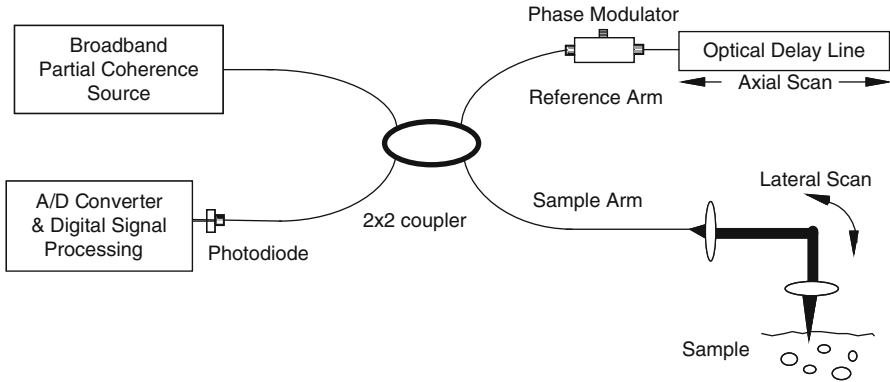 Broadband
Partial Coherence
Source
Phase Modulator
Optical Delay Line
Axial Scan
Reference Arm
A/D Converter
& Digital Signal
Processing
Photodiode
2x2 coupler
Sample Arm
Lateral Scan
Sample